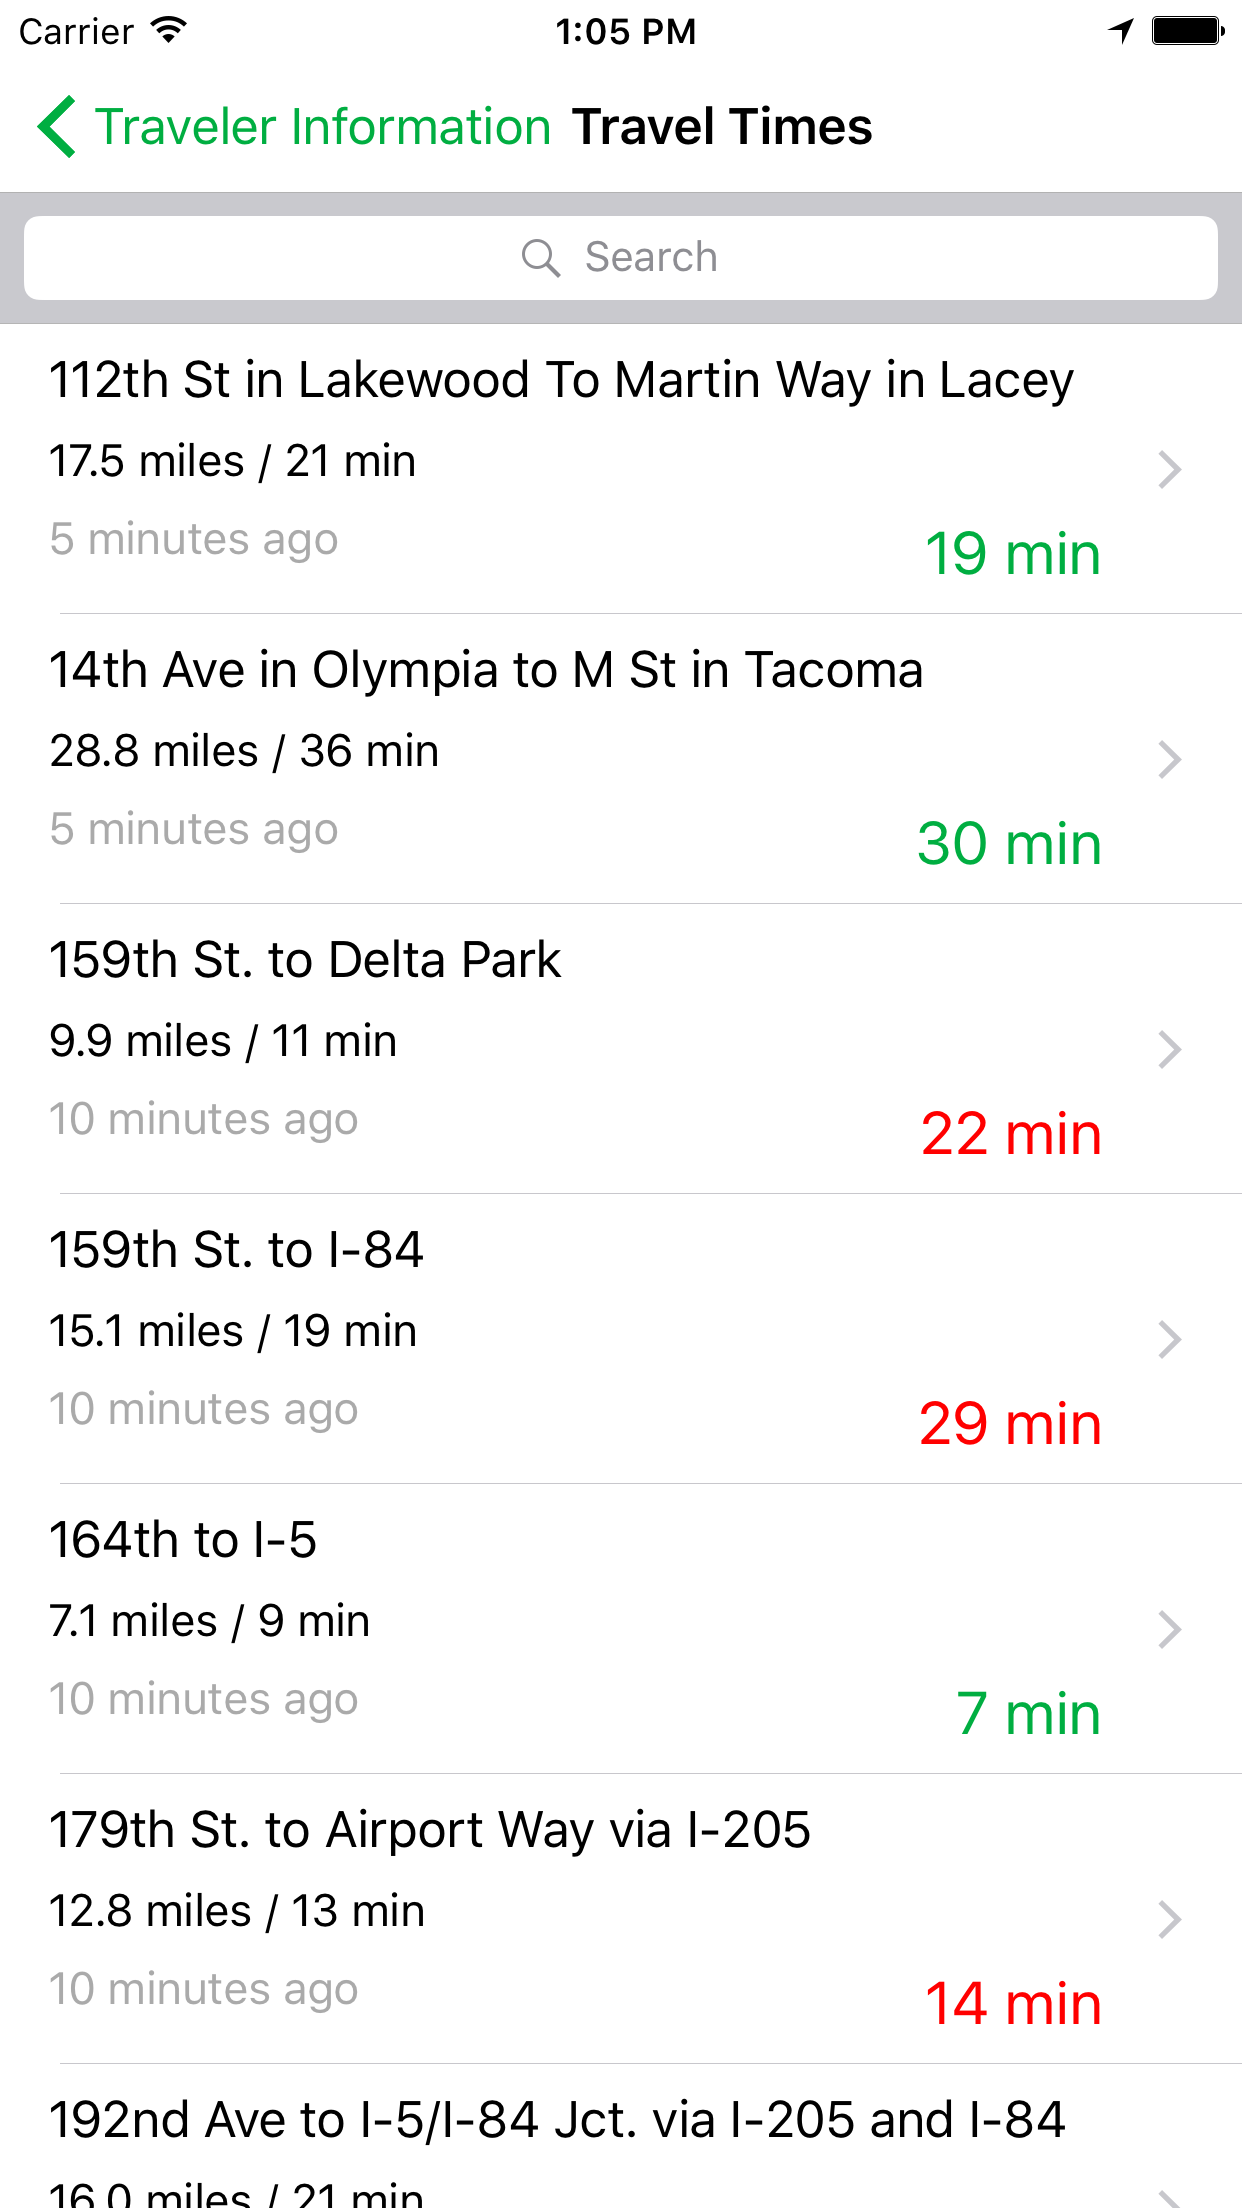 Carrier 1:05 PM
Traveler Information Travel Times
Search
112th St in Lakewood To Martin Way in Lacey
17.5 miles / 21 min
5 minutes ago
19 min
14th Ave in Olympia to M St in Tacoma
28.8 miles / 36 min
5 minutes ago
30 min
159th St. to Delta Park
9.9 miles / 11 min
10 minutes ago
22 min
159th St. to I-84
15.1 miles / 19 min
10 minutes ago
29 min
164th to I-5
7.1 miles / 9 min
10 minutes ago
7 min
179th St. to Airport Way via I-205
12.8 miles / 13 min
10 minutes ago
14 min
192nd Ave to I-5/I-84 Jct. via I-205 and I-84
16.0 miles / 21 min